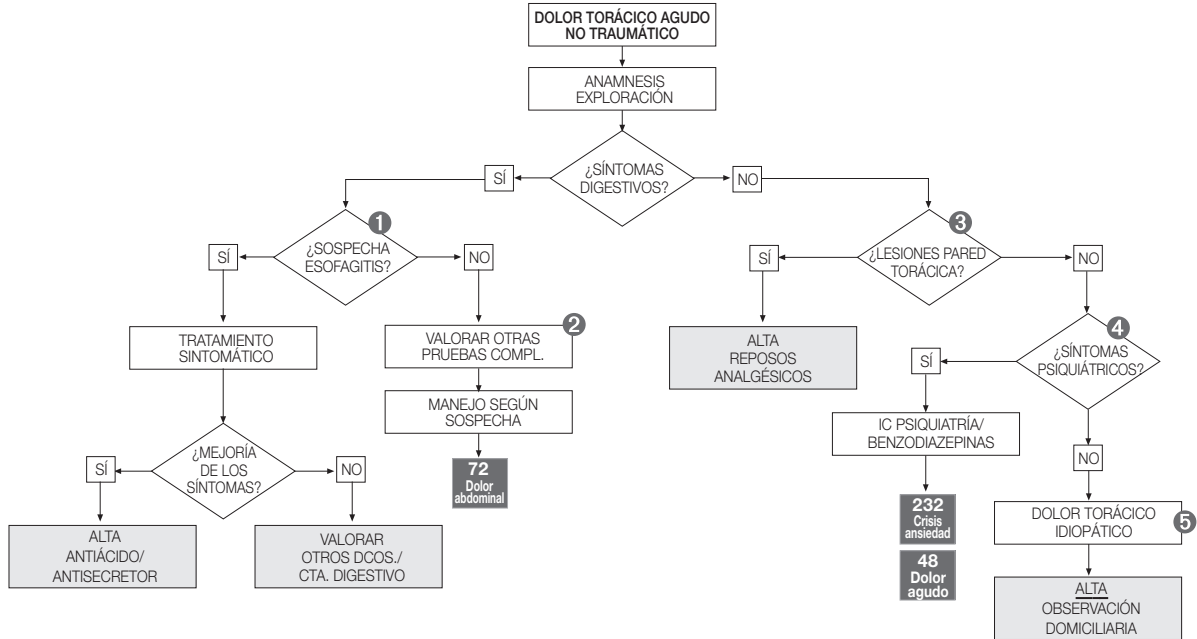 DOLOR TORÁCICO AGUDO
NO TRAUMÁTICO
ANAMNESIS
EXPLORACIÓN
¿SÍNTOMAS
DIGESTIVOS?
SÍ
NO
1
¿SOSPECHA
ESOFAGITIS?
SÍ
NO
TRATAMIENTO
SINTOMÁTICO
¿MEJORÍA
DE LOS
SÍNTOMAS?
SÍ
NO
ALTA
ANTIÁCIDO/
ANTISECRETOR
VALORAR
OTROS DCOS./
CTA. DIGESTIVO
2
VALORAR OTRAS
PRUEBAS COMPL.
MANEJO SEGÚN
SOSPECHA
72
Dolor
abdominal
3
¿LESIONES PARED
TORÁCICA?
SÍ
NO
ALTA
REPOSOS
ANALGÉSICOS
4
¿SÍNTOMAS
PSIQUIÁTRICOS?
SÍ
NO
IC PSIQUIATRÍA/
BENZODIAZEPINAS
232
Crisis
ansiedad
48
Dolor
agudo
DOLOR TORÁCICO
IDIOPÁTICO
5
ALTA
OBSERVACIÓN
DOMICILIARIA